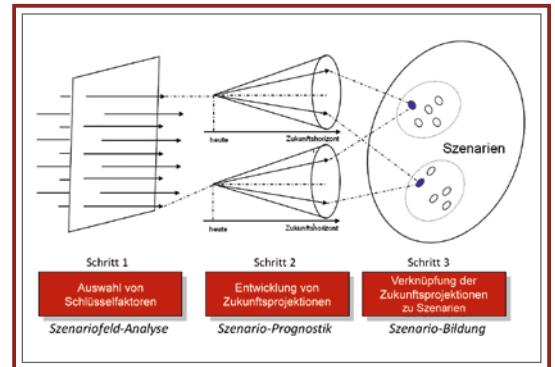 heute
Zukunftshorizont
heute
Zukunftshorizont
Szenarien
Schritt 1
Auswahl von
Schlüsselfaktoren
Szenariofeld-Analyse
Schritt 2
Entwicklung von
Zukunftsprojektionen
Szenario-Prognostik
Schritt 3
Verknüpfung der
Zukunftsprojektionen
zu Szenarien
Szenario-Bildung